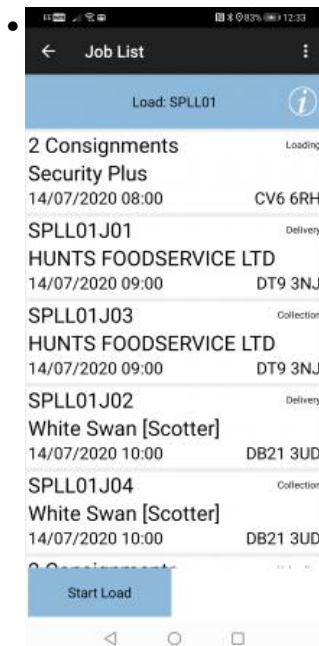 83% 12:33
Job List
Load: SPLL01
2 Consignments Loading
Security Plus
14/07/2020 08:00 CV6 6RH
SPLL01J01 Delivery
HUNTS FOODSERVICE LTD
14/07/2020 09:00 DT9 3NJ
SPLL01J03 Collection
HUNTS FOODSERVICE LTD
14/07/2020 09:00 DT9 3NJ
SPLL01J02 Delivery
White Swan [Scotter]
14/07/2020 10:00 DB21 3UD
SPLL01J04 Collection
White Swan [Scotter]
14/07/2020 10:00 DB21 3UD
Start Load